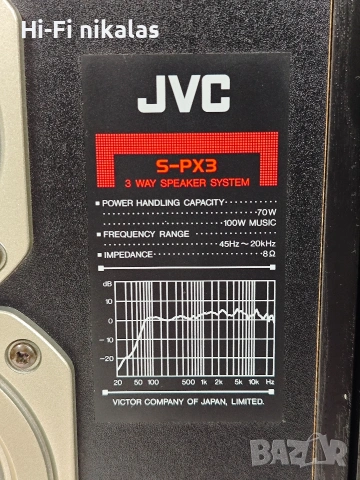 Hi-Fi nikalas
JVC
S-PX3
3 WAY SPEAKER SYSTEM
■ POWER HANDLING CAPACITY
70W
100W MUSIC
■ FREQUENCY RANGE
45Hz~20kHz
■ IMPEDANCE 8Ω
dB
10
0
-10
-20
20 50 100 500 1k 2k 5k 10k Hz
VICTOR COMPANY OF JAPAN, LIMITED.
BAZAR
bg